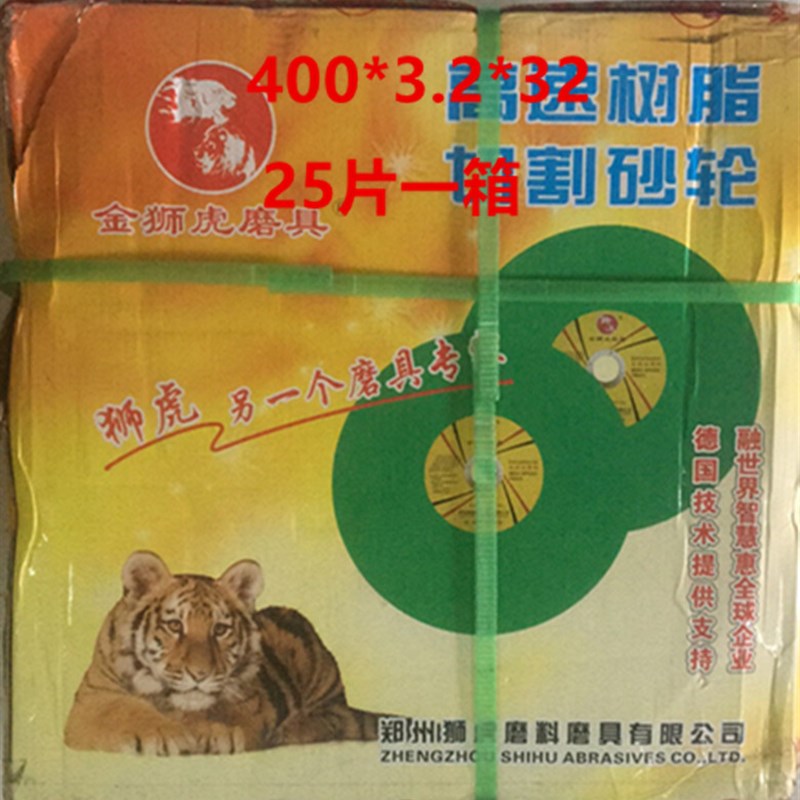 400*3.2*32
高速树脂
25片一箱
切割砂轮
金狮虎磨具
狮虎 另一个磨具专家
融世界智慧惠全球企业
德国技术提供支持
郑州狮虎磨料磨具有限公司
ZHENGZHOU SHIHU ABRASIVES CO.,LTD.